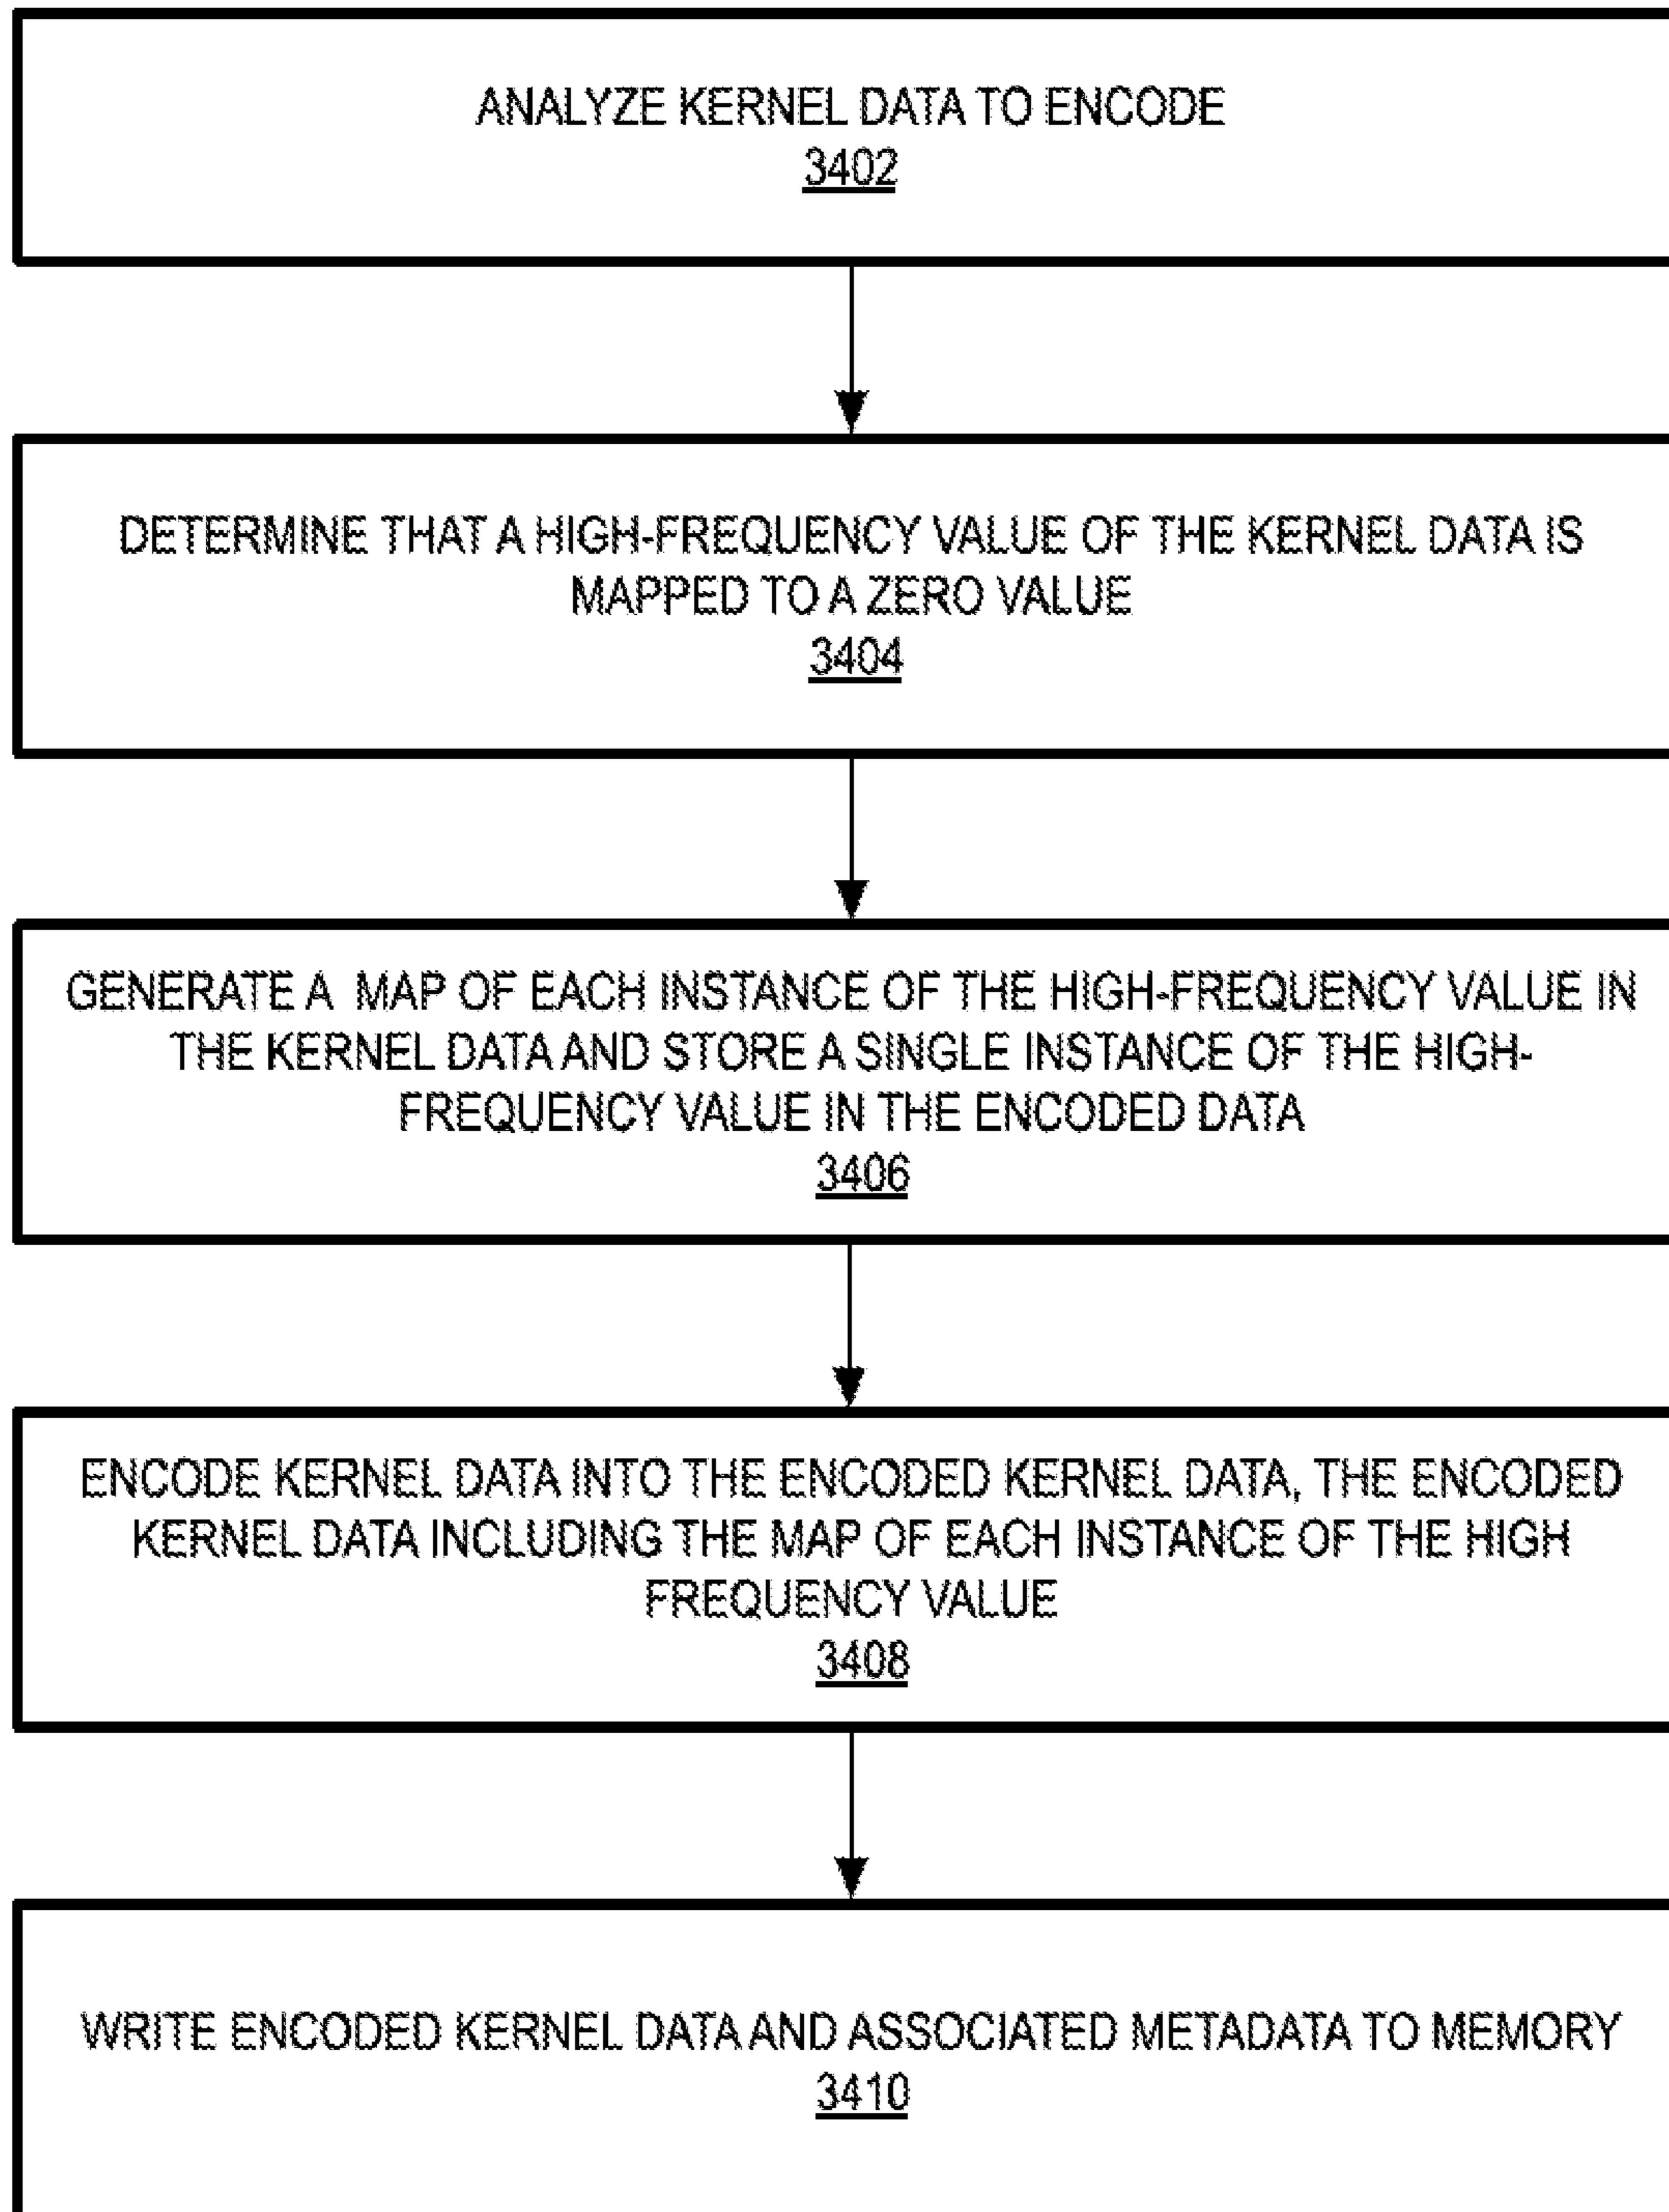 ANALYZE KERNEL DATA TO ENCODE
3402
DETERMINE THAT A HIGH-FREQUENCY VALUE OF THE KERNEL DATA IS
MAPPED TO A ZERO VALUE
3404
GENERATE A MAP OF EACH INSTANCE OF THE HIGH-FREQUENCY VALUE IN
THE KERNEL DATA AND STORE A SINGLE INSTANCE OF THE HIGH-
FREQUENCY VALUE IN THE ENCODED DATA
3406
ENCODE KERNEL DATA INTO THE ENCODED KERNEL DATA, THE ENCODED
KERNEL DATA INCLUDING THE MAP OF EACH INSTANCE OF THE HIGH
FREQUENCY VALUE
3408
WRITE ENCODED KERNEL DATA AND ASSOCIATED METADATA TO MEMORY
3410